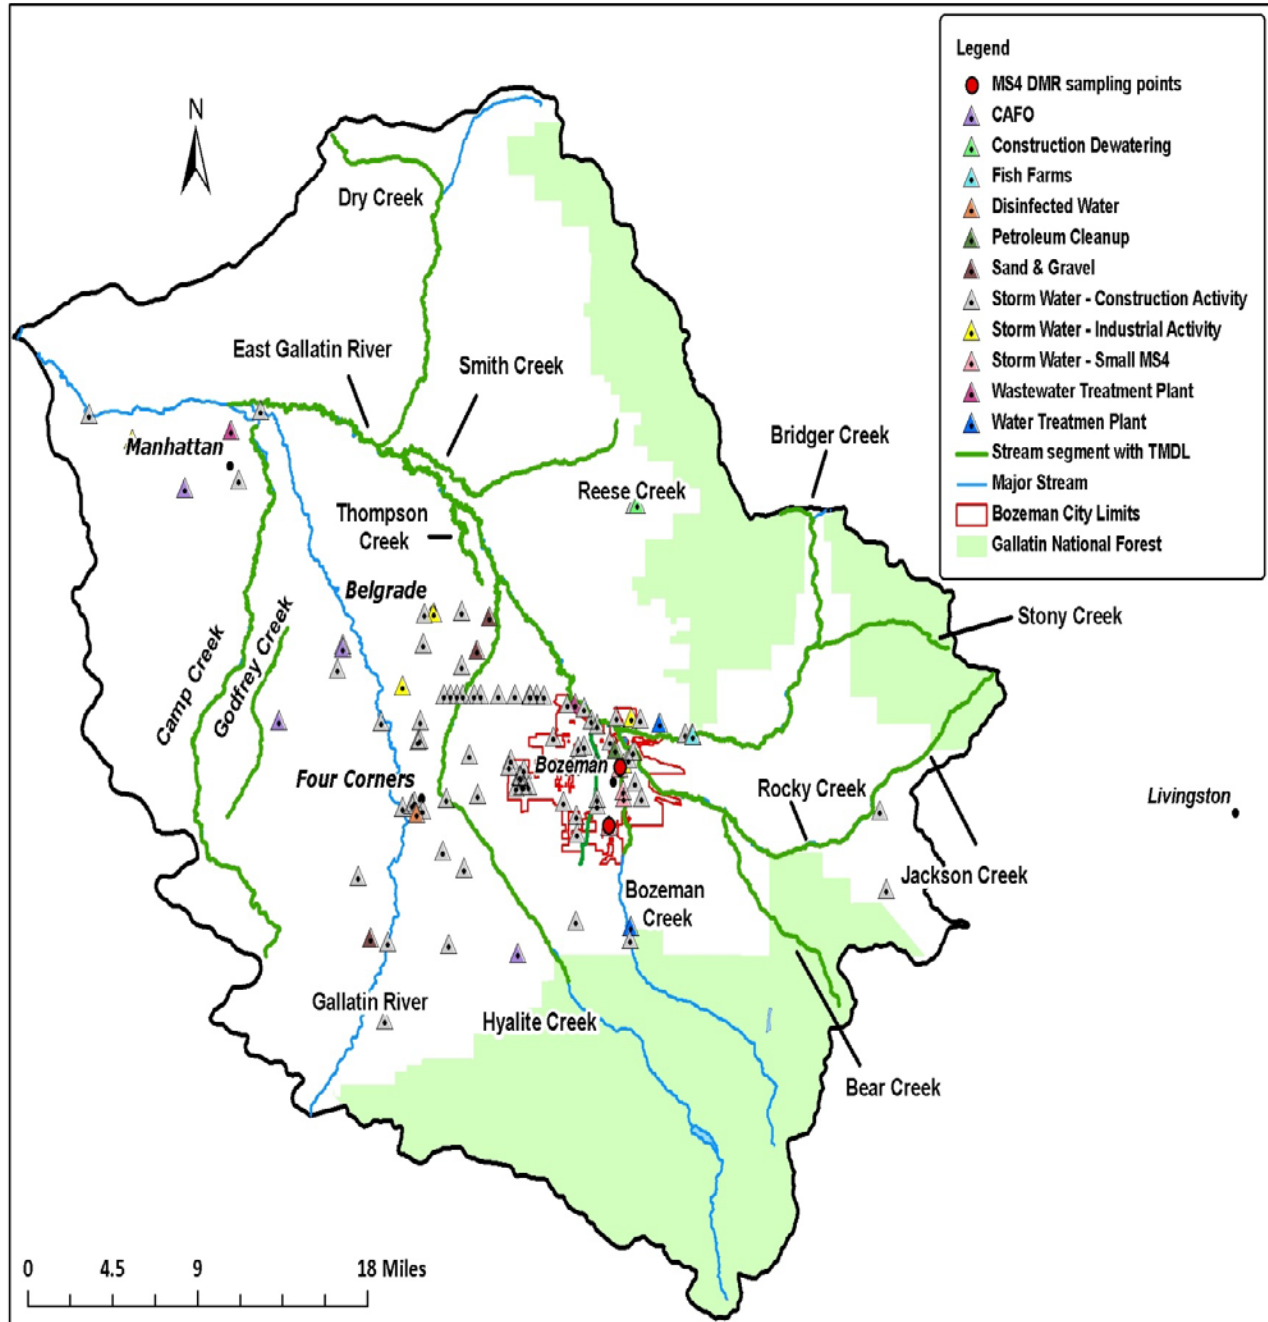 Legend
MS4 DMR sampling points
CAFO
Construction Dewatering
Fish Farms
Disinfected Water
Petroleum Cleanup
Sand & Gravel
Storm Water - Construction Activity
Storm Water - Industrial Activity
Storm Water - Small MS4
Wastewater Treatment Plant
Water Treatmen Plant
Stream segment with TMDL
Major Stream
Bozeman City Limits
Gallatin National Forest
N
Dry Creek
East Gallatin River
Smith Creek
Bridger Creek
Manhattan
Reese Creek
Thompson
Creek
Belgrade
Stony Creek
Camp Creek
Godfrey Creek
Four Corners
Bozeman
Rocky Creek
Livingston
Jackson Creek
Bozeman
Creek
Gallatin River
Hyalite Creek
Bear Creek
0 4.5 9 18 Miles